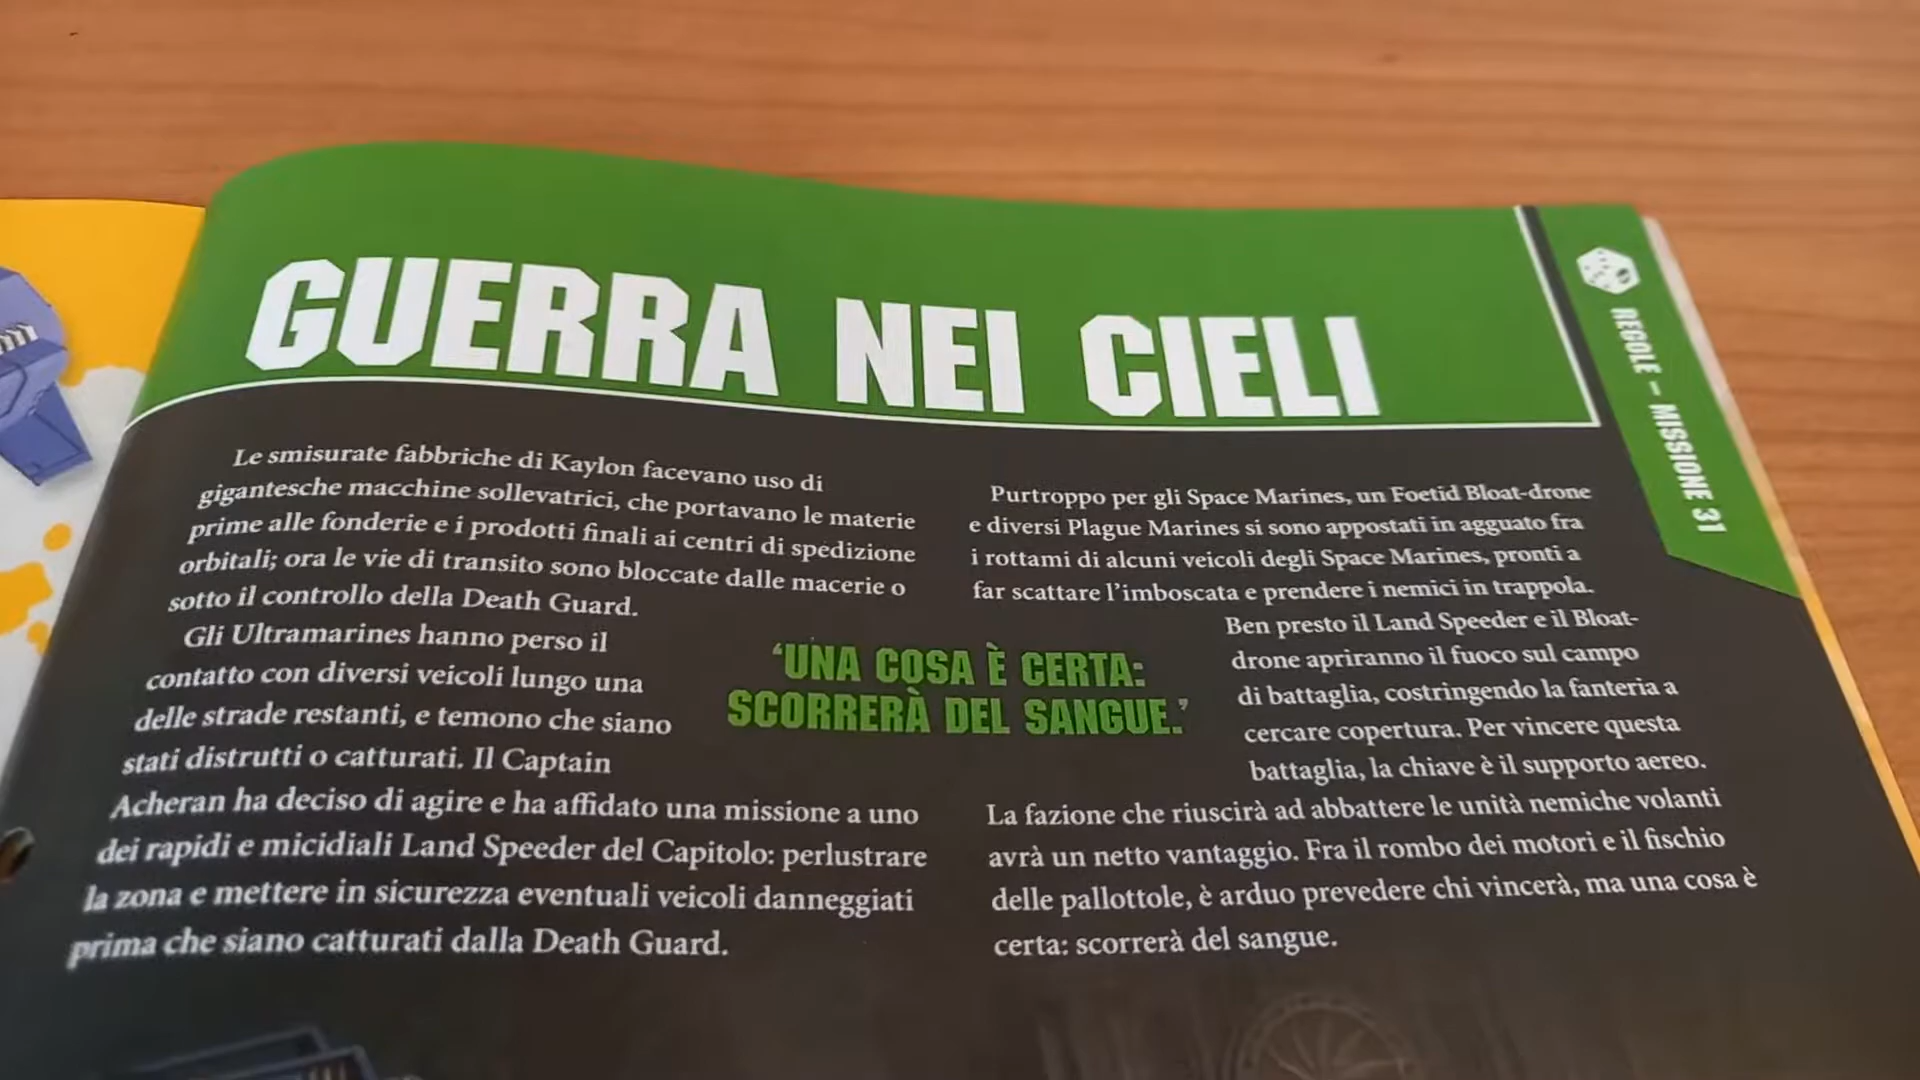 GUERRA NEI CIELI
REGOLE – MISSIONE 31
Le smisurate fabbriche di Kaylon facevano uso di
gigantesche macchine sollevatrici, che portavano le materie
prime alle fonderie e i prodotti finali ai centri di spedizione
orbitali; ora le vie di transito sono bloccate dalle macerie o
sotto il controllo della Death Guard.
Gli Ultramarines hanno perso il
contatto con diversi veicoli lungo una
delle strade restanti, e temono che siano
stati distrutti o catturati. Il Captain
Acheran ha deciso di agire e ha affidato una missione a uno
dei rapidi e micidiali Land Speeder del Capitolo: perlustrare
la zona e mettere in sicurezza eventuali veicoli danneggiati
prima che siano catturati dalla Death Guard.
‘UNA COSA È CERTA:
SCORRERÀ DEL SANGUE.’
Purtroppo per gli Space Marines, un Foetid Bloat-drone
e diversi Plague Marines si sono appostati in agguato fra
i rottami di alcuni veicoli degli Space Marines, pronti a
far scattare l’imboscata e prendere i nemici in trappola.
Ben presto il Land Speeder e il Bloat-
drone apriranno il fuoco sul campo
di battaglia, costringendo la fanteria a
cercare copertura. Per vincere questa
battaglia, la chiave è il supporto aereo.
La fazione che riuscirà ad abbattere le unità nemiche volanti
avrà un netto vantaggio. Fra il rombo dei motori e il fischio
delle pallottole, è arduo prevedere chi vincerà, ma una cosa è
certa: scorrerà del sangue.